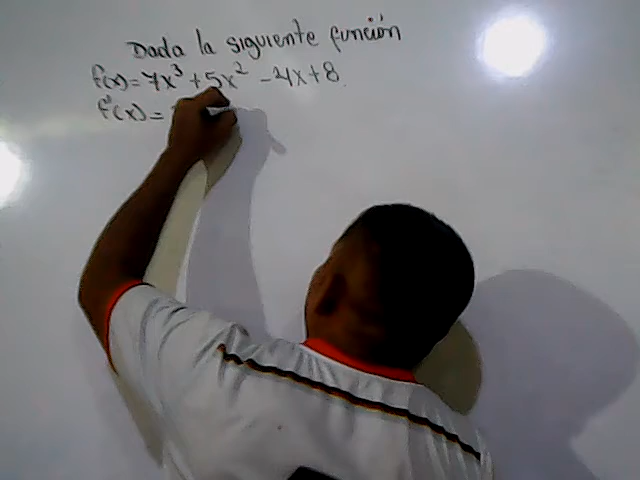 Dada la siguiente función
f(x) = 7x³ + 5x² - 4x + 8.
f'(x) =